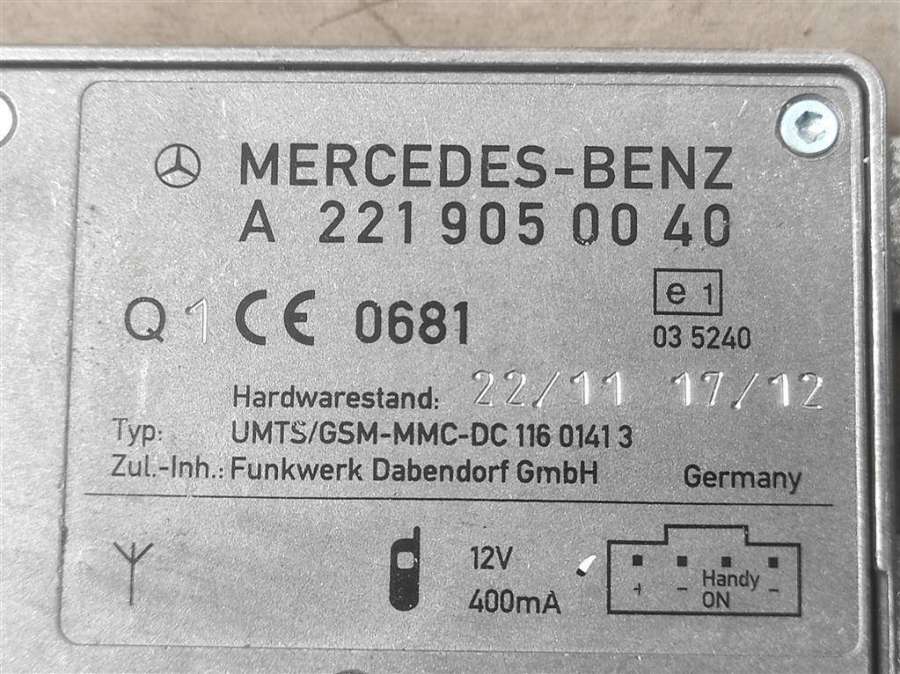 MERCEDES-BENZ
A 221 905 00 40
Q 1 CE 0681
e 1
03 5240
Hardwarestand: 22/11 17/12
Typ: UMTS/GSM-MMC-DC 116 0141 3
Zul.-Inh.: Funkwerk Dabendorf GmbH Germany
12V
400mA
+ - Handy -
ON